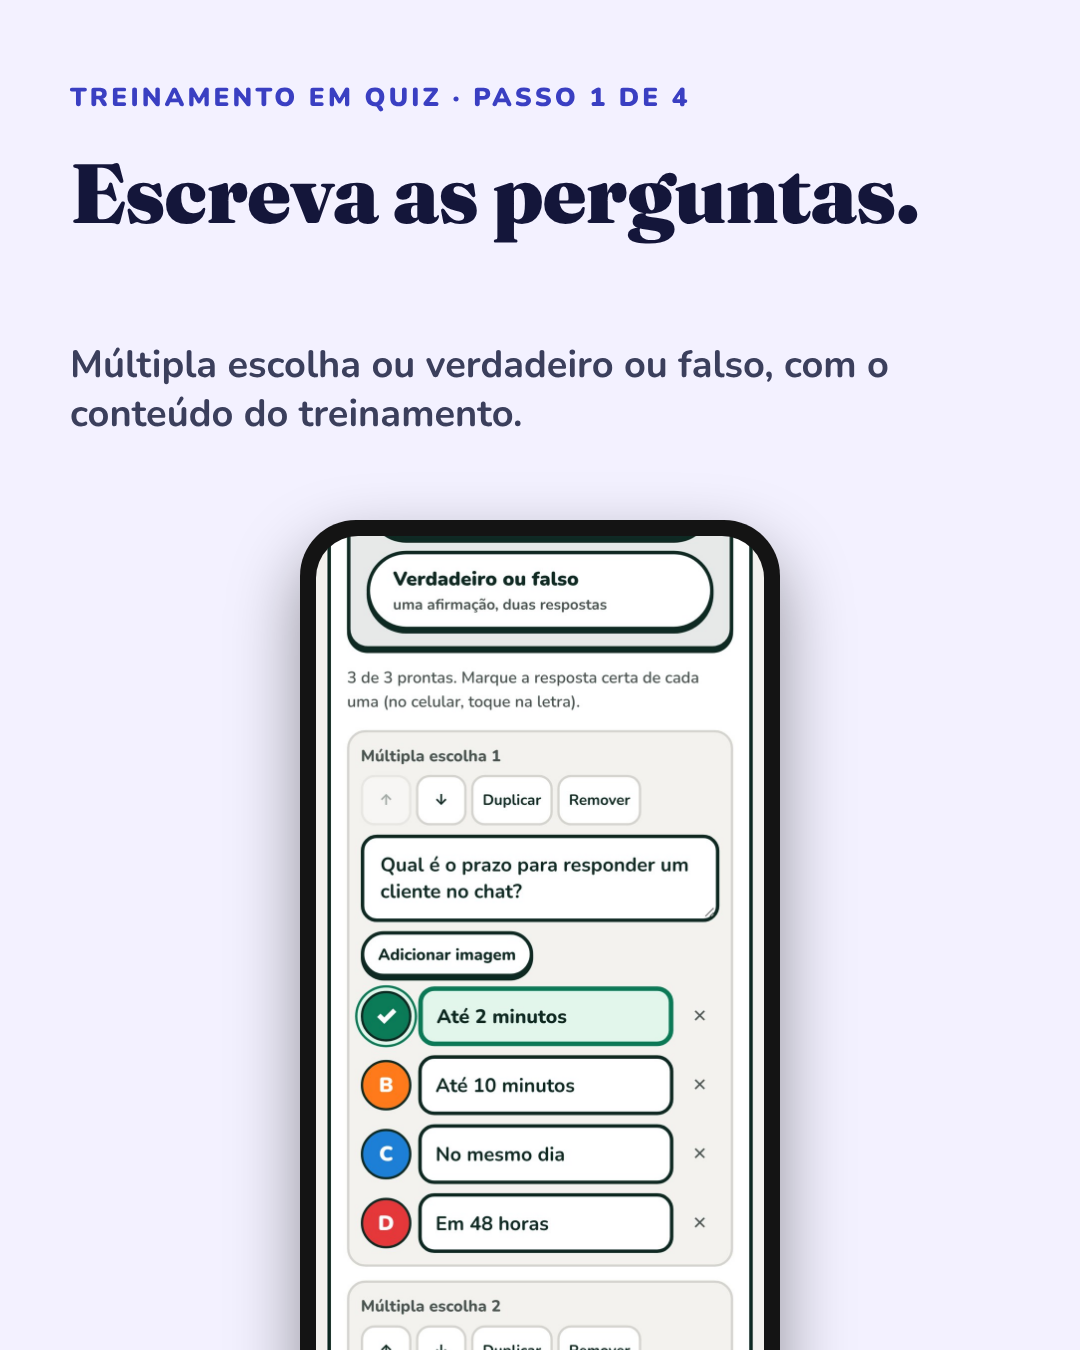 TREINAMENTO EM QUIZ · PASSO 1 DE 4
Escreva as perguntas.
Múltipla escolha ou verdadeiro ou falso, com o
conteúdo do treinamento.
Verdadeiro ou falso
uma afirmação, duas respostas
3 de 3 prontas. Marque a resposta certa de cada
uma (no celular, toque na letra).
Múltipla escolha 1
↑ ↓ Duplicar Remover
Qual é o prazo para responder um
cliente no chat?
Adicionar imagem
✓ Até 2 minutos ×
B Até 10 minutos ×
C No mesmo dia ×
D Em 48 horas ×
Múltipla escolha 2
↑ ↓ Duplicar Remover